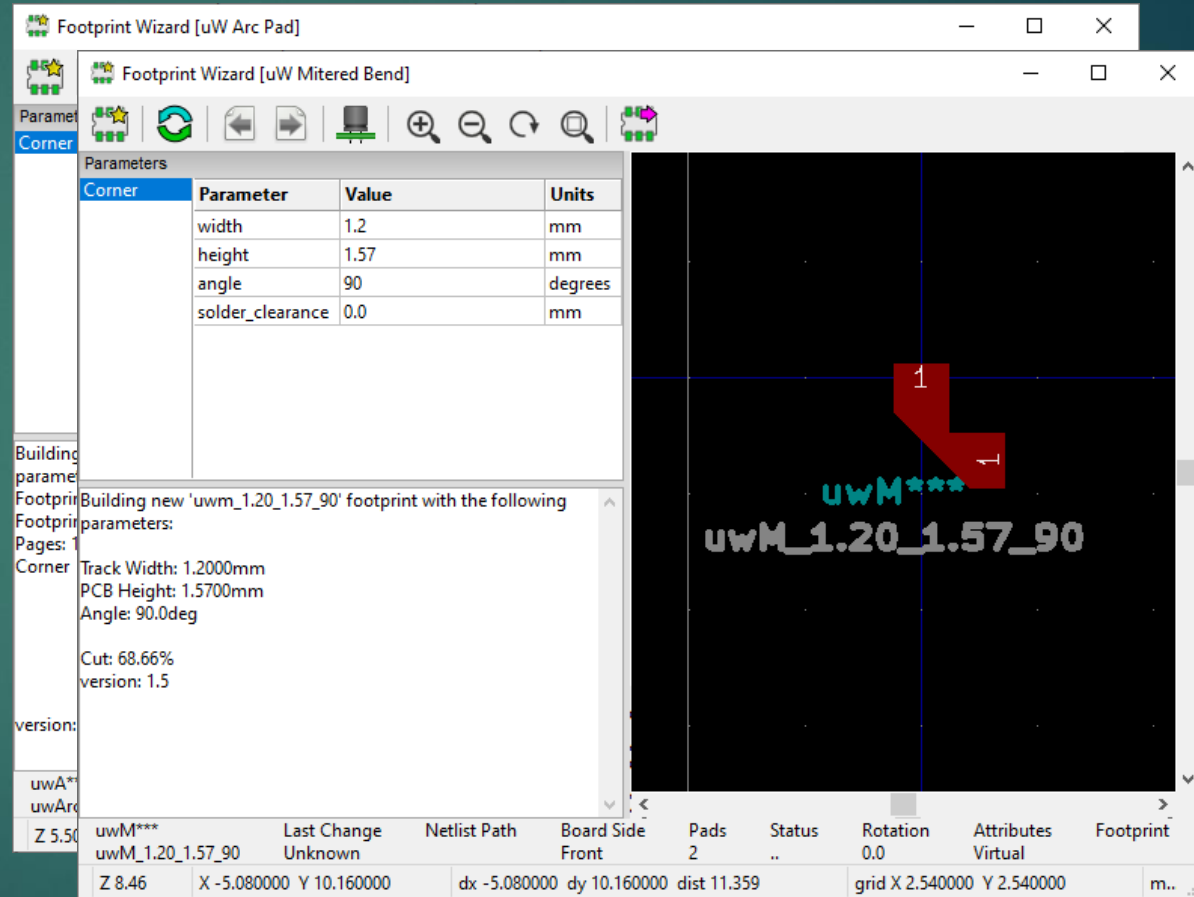 Footprint Wizard [uW Arc Pad]
Footprint Wizard [uW Mitered Bend]
Paramet
Corner
Parameters
Corner
Parameter Value Units
width 1.2 mm
height 1.57 mm
angle 90 degrees
solder_clearance 0.0 mm
1
1
uwM***
uwM_1.20_1.57_90
Building
paramet
Footprin
Footprin
Pages: 1
Corner
version:
Building new 'uwm_1.20_1.57_90' footprint with the following
parameters:
Track Width: 1.2000mm
PCB Height: 1.5700mm
Angle: 90.0deg
Cut: 68.66%
version: 1.5
uwA**
uwArc
Z 5.50
uwM*** Last Change Netlist Path Board Side Pads Status Rotation Attributes Footprint
uwM_1.20_1.57_90 Unknown Front 2 .. 0.0 Virtual
Z 8.46 X -5.080000 Y 10.160000 dx -5.080000 dy 10.160000 dist 11.359 grid X 2.540000 Y 2.540000 m..